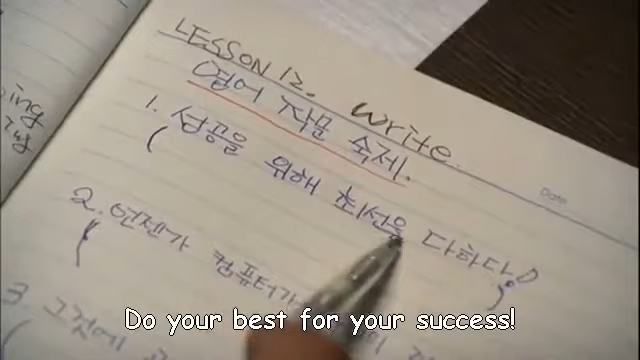 LESSON 12. Write
영어 작문 숙제.
1. 성공을 위해 최선을 다하다
(
)
2. 언젠가 컴퓨터가
(
3. 그것에
(
Date
ing
Do your best for your success!